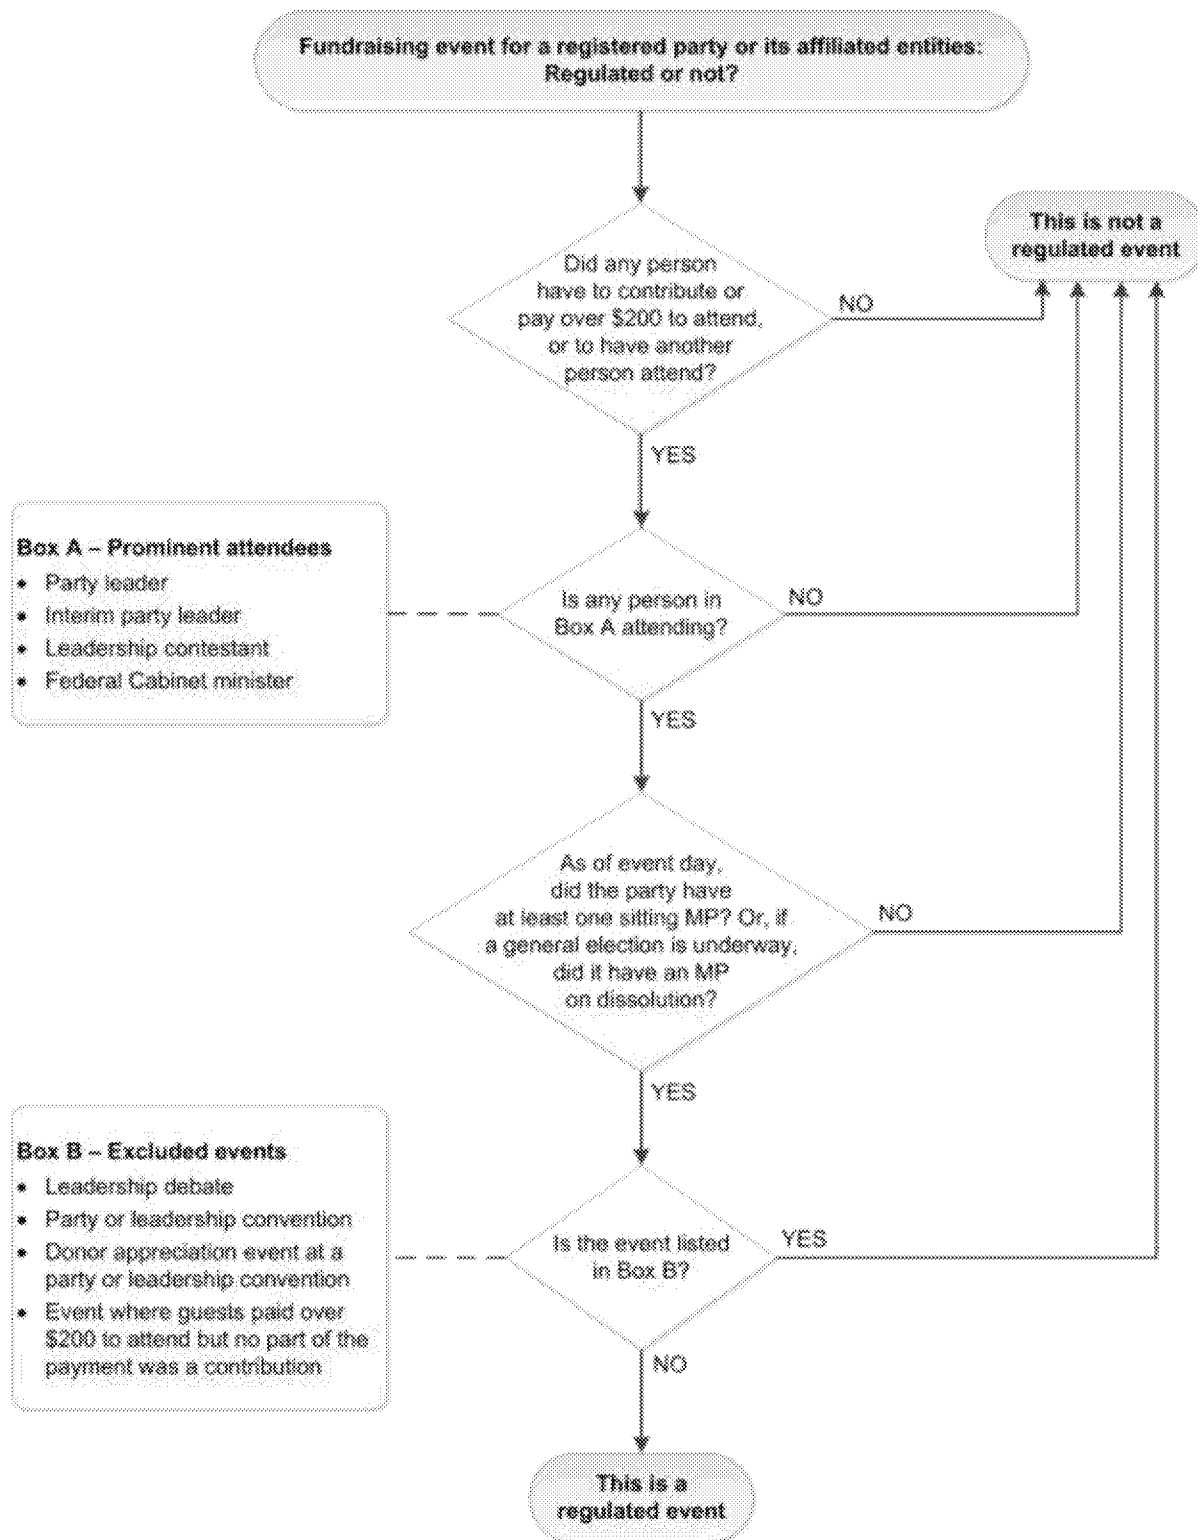 Fundraising event for a registered party or its affiliated entities:
Regulated or not?
This is not a
regulated event
Did any person
have to contribute or
pay over $200 to attend,
or to have another
person attend?
NO
YES
Box A – Prominent attendees
• Party leader
• Interim party leader
• Leadership contestant
• Federal Cabinet minister
Is any person in
Box A attending?
NO
YES
As of event day,
did the party have
at least one sitting MP? Or, if
a general election is underway,
did it have an MP
on dissolution?
NO
YES
Box B – Excluded events
• Leadership debate
• Party or leadership convention
• Donor appreciation event at a
party or leadership convention
• Event where guests paid over
$200 to attend but no part of the
payment was a contribution
Is the event listed
in Box B?
YES
NO
This is a
regulated event